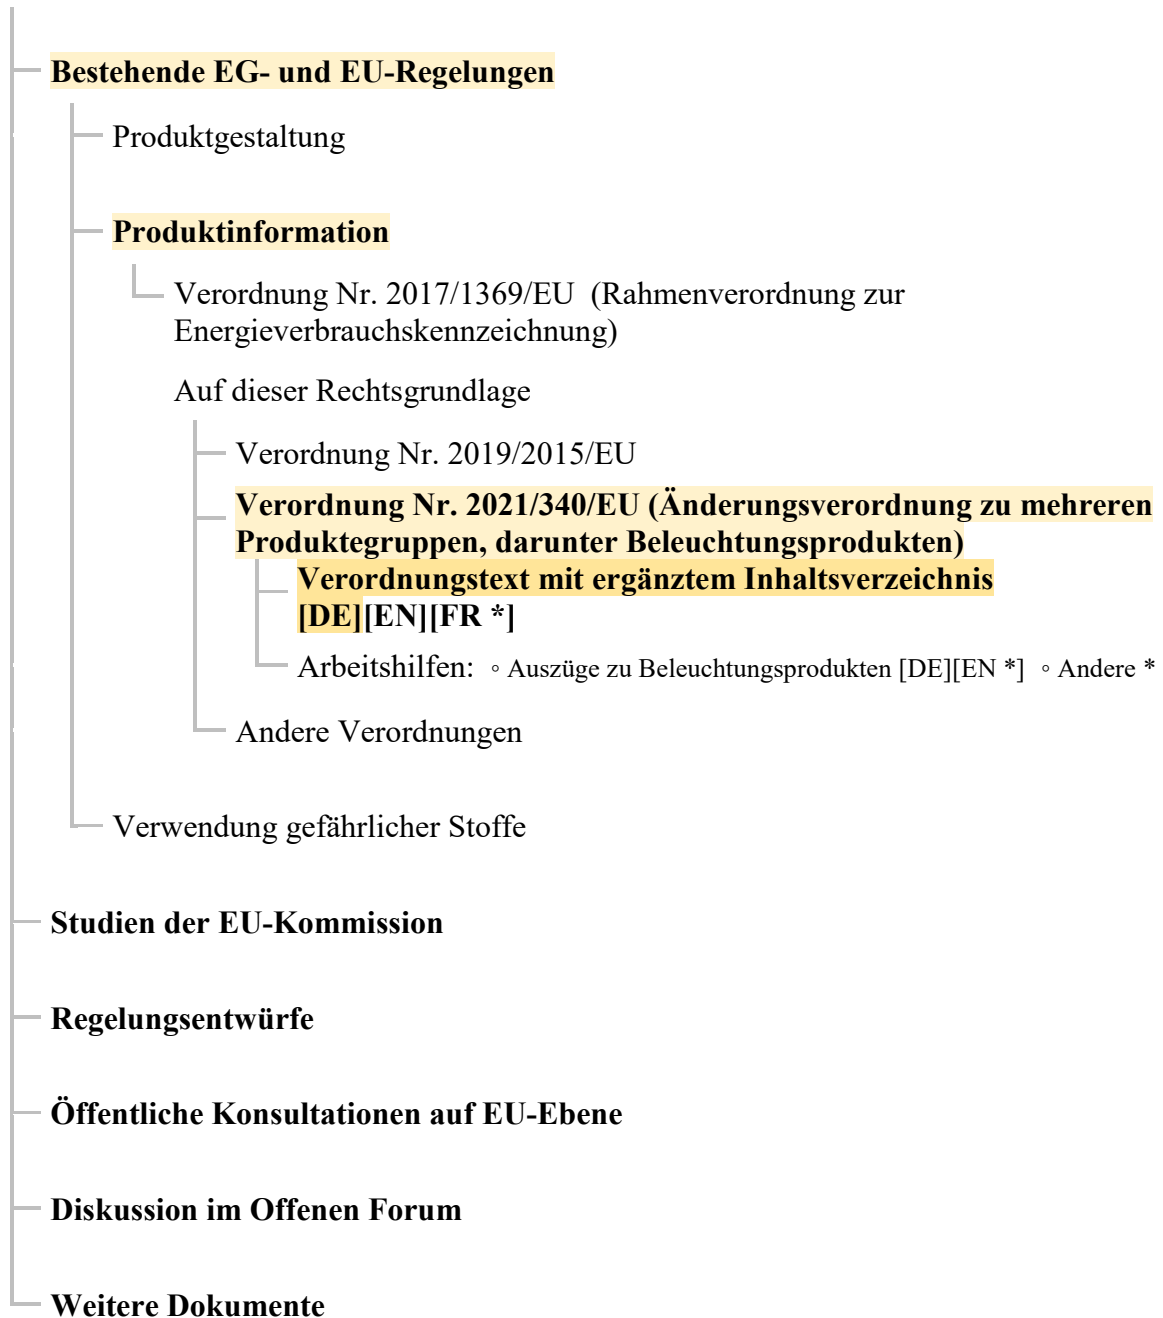 Bestehende EG- und EU-Regelungen
Produktgestaltung
Produktinformation
Verordnung Nr. 2017/1369/EU (Rahmenverordnung zur
Energieverbrauchskennzeichnung)
Auf dieser Rechtsgrundlage
Verordnung Nr. 2019/2015/EU
Verordnung Nr. 2021/340/EU (Änderungsverordnung zu mehreren
Produktegruppen, darunter Beleuchtungsprodukten)
Verordnungstext mit ergänztem Inhaltsverzeichnis
[DE][EN][FR *]
Arbeitshilfen: ◦ Auszüge zu Beleuchtungsprodukten [DE][EN *] ◦ Andere *
Andere Verordnungen
Verwendung gefährlicher Stoffe
Studien der EU-Kommission
Regelungsentwürfe
Öffentliche Konsultationen auf EU-Ebene
Diskussion im Offenen Forum
Weitere Dokumente